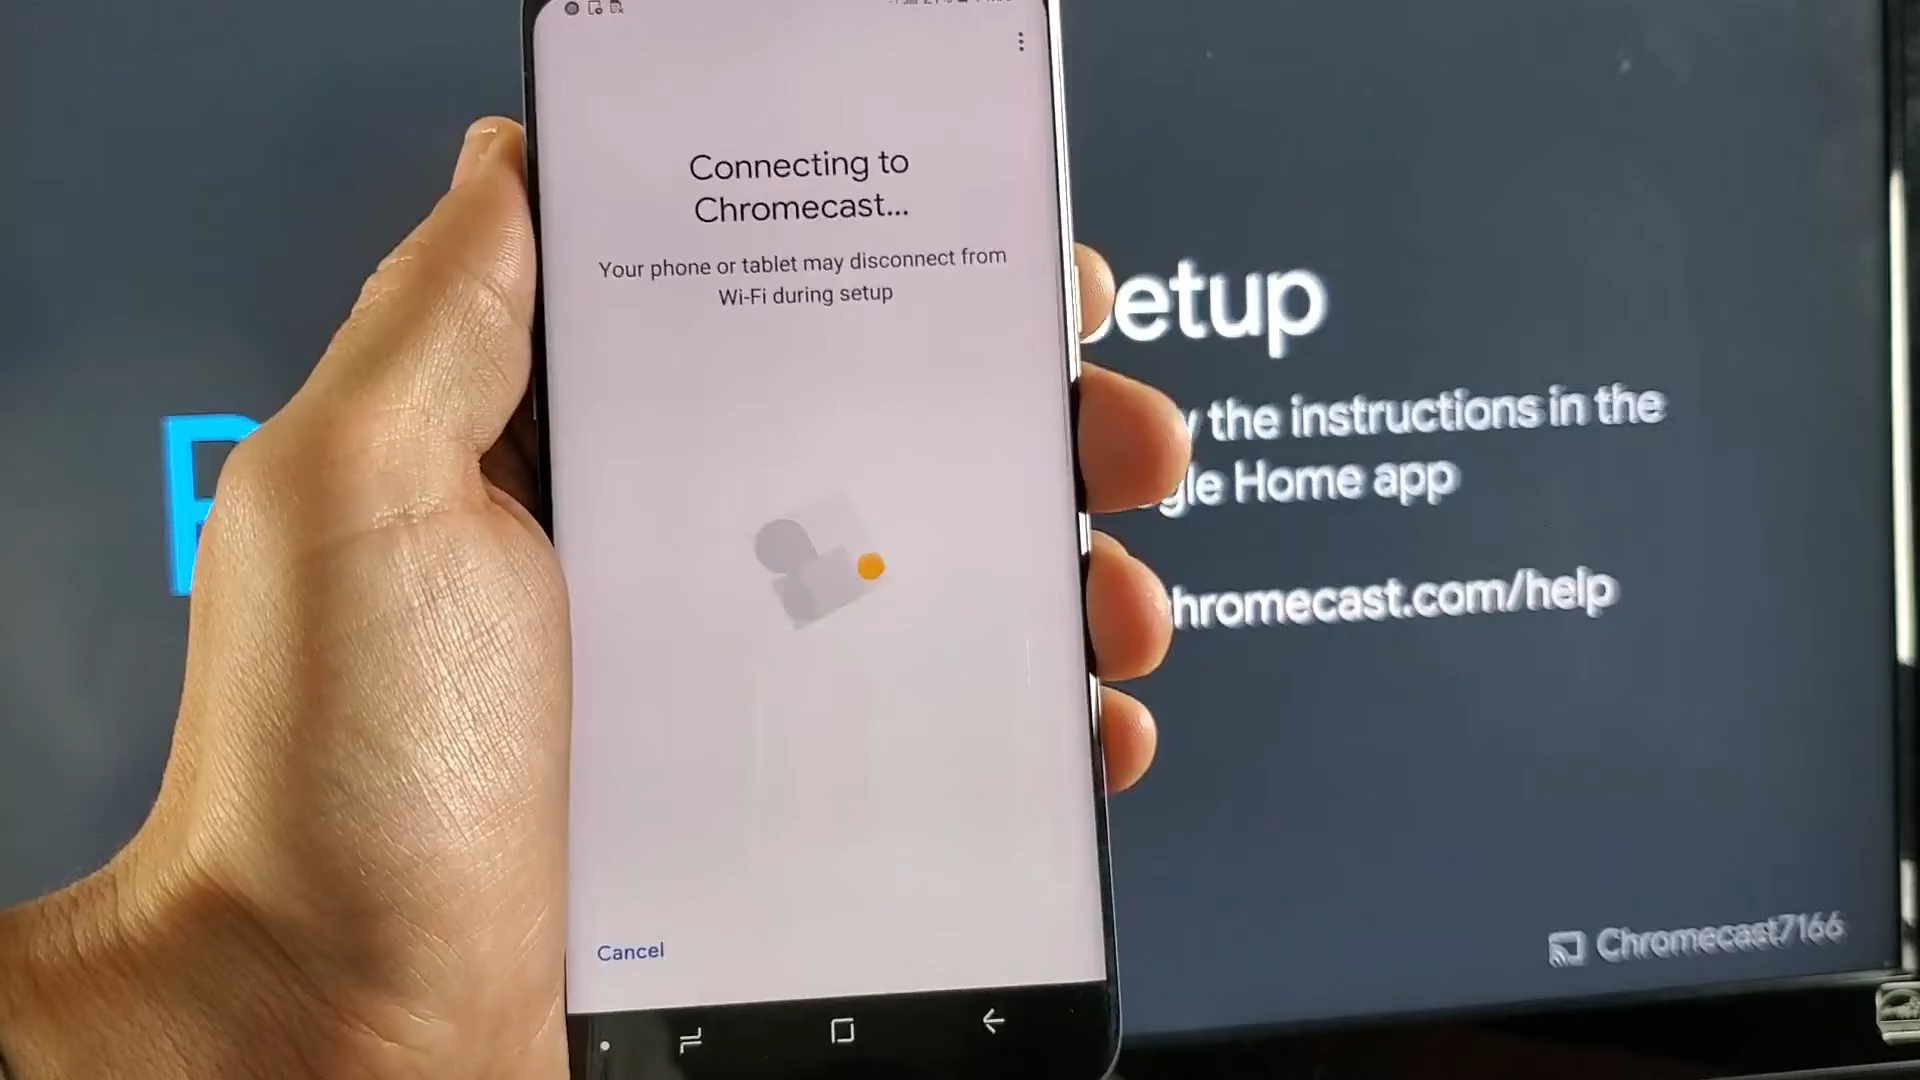 Connecting to
Chromecast...
Your phone or tablet may disconnect from
Wi-Fi during setup
Cancel
etup
the instructions in the
gle Home app
hromecast.com/help
Chromecast7166